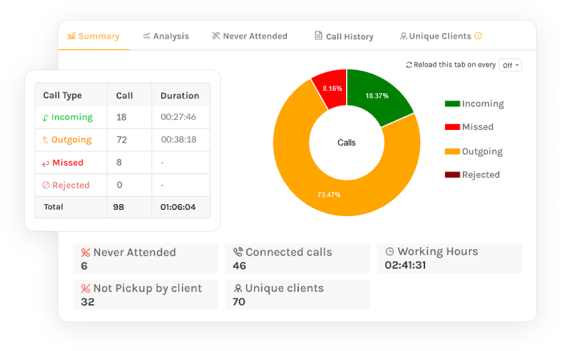 Summary Analysis Never Attended Call History Unique Clients
Reload this tab on every Off
Call Type Call Duration
Incoming 18 00:27:46
Outgoing 72 00:38:18
Missed 8 -
Rejected 0 -
Total 98 01:06:04
8.16%
18.37%
73.47%
Calls
Incoming
Missed
Outgoing
Rejected
Never Attended
6
Connected calls
46
Working Hours
02:41:31
Not Pickup by client
32
Unique clients
70